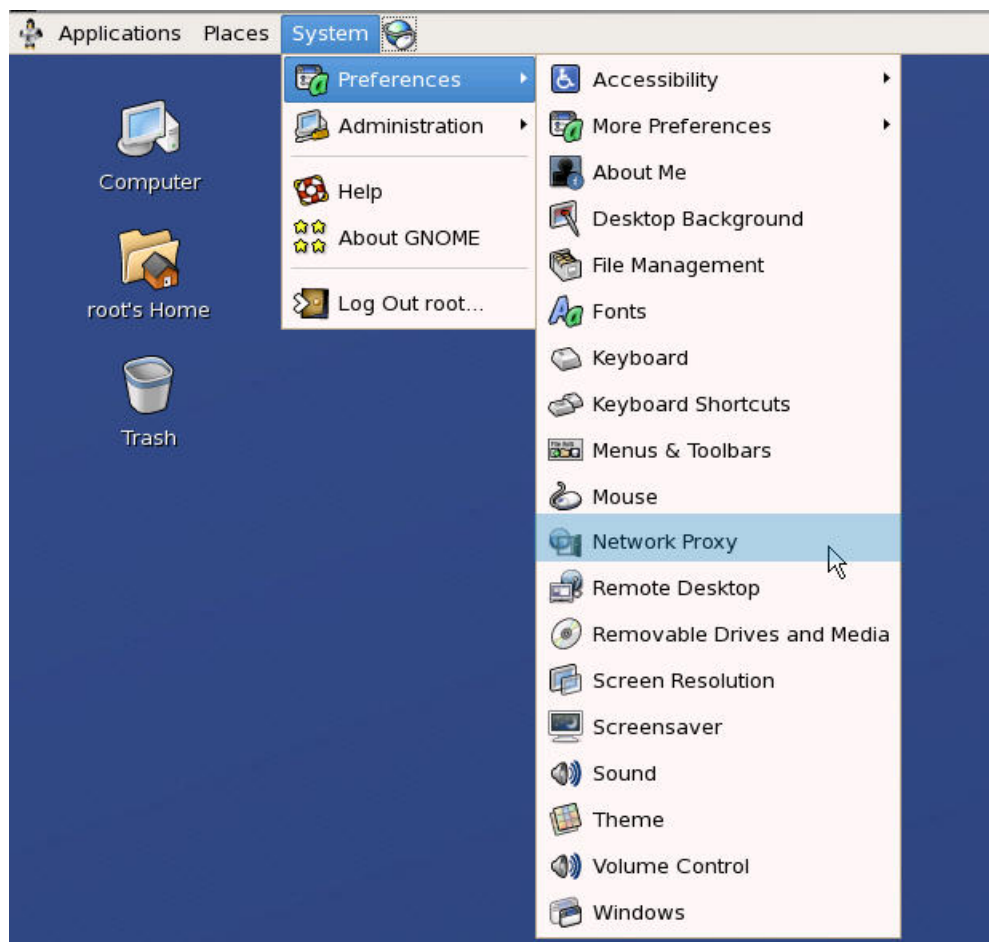 Applications Places System
Preferences
Administration
Help
About GNOME
Log Out root...
Accessibility
More Preferences
About Me
Desktop Background
File Management
Fonts
Keyboard
Keyboard Shortcuts
Menus & Toolbars
Mouse
Network Proxy
Remote Desktop
Removable Drives and Media
Screen Resolution
Screensaver
Sound
Theme
Volume Control
Windows
Computer
root's Home
Trash